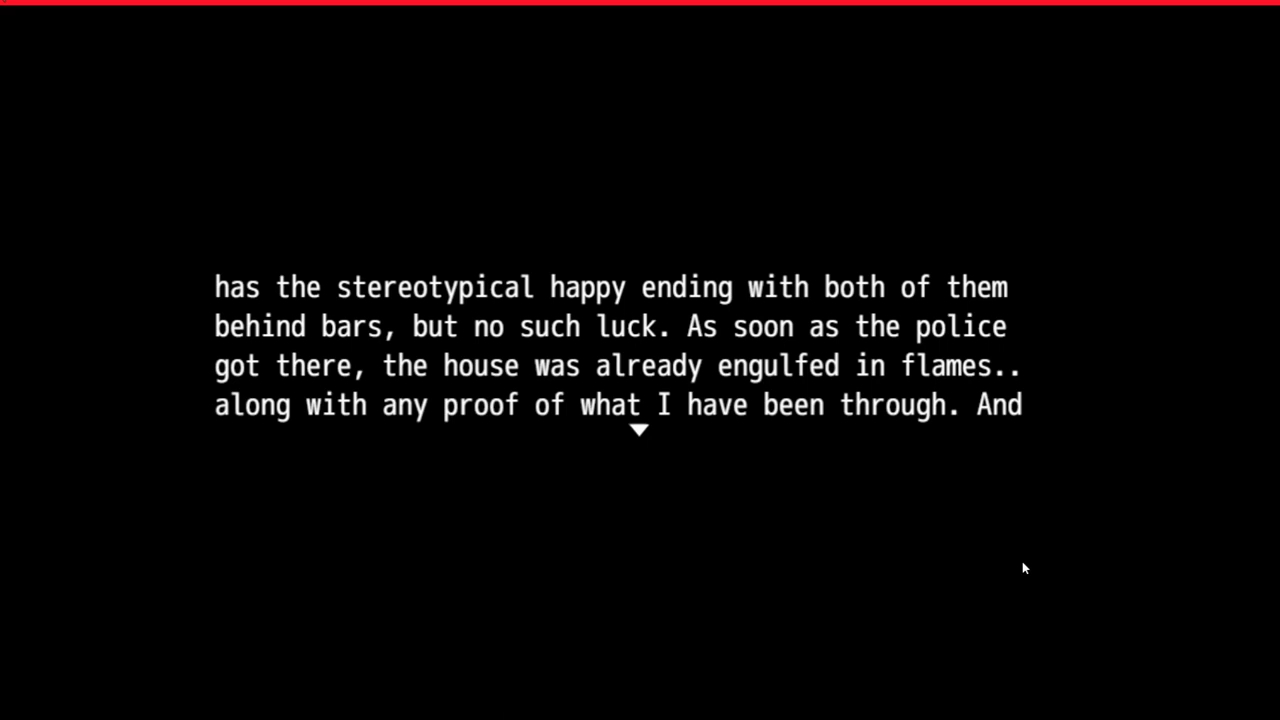 has the stereotypical happy ending with both of them
behind bars, but no such luck. As soon as the police
got there, the house was already engulfed in flames..
along with any proof of what I have been through. And